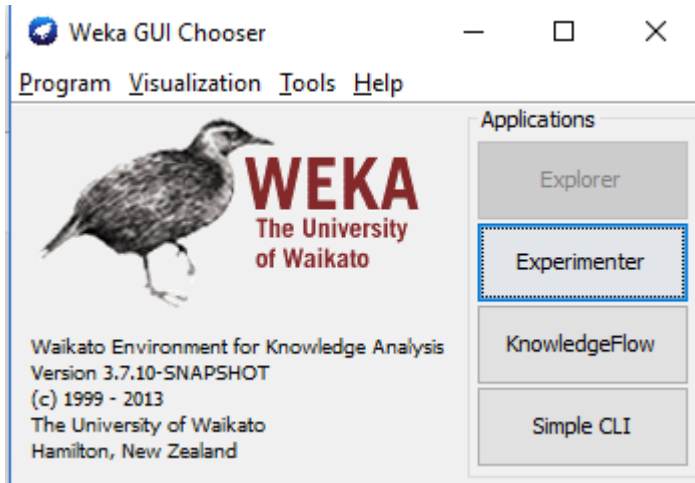 Weka GUI Chooser
Program Visualization Tools Help
Applications
WEKA
The University
of Waikato
Explorer
Experimenter
KnowledgeFlow
Simple CLI
Waikato Environment for Knowledge Analysis
Version 3.7.10-SNAPSHOT
(c) 1999 - 2013
The University of Waikato
Hamilton, New Zealand